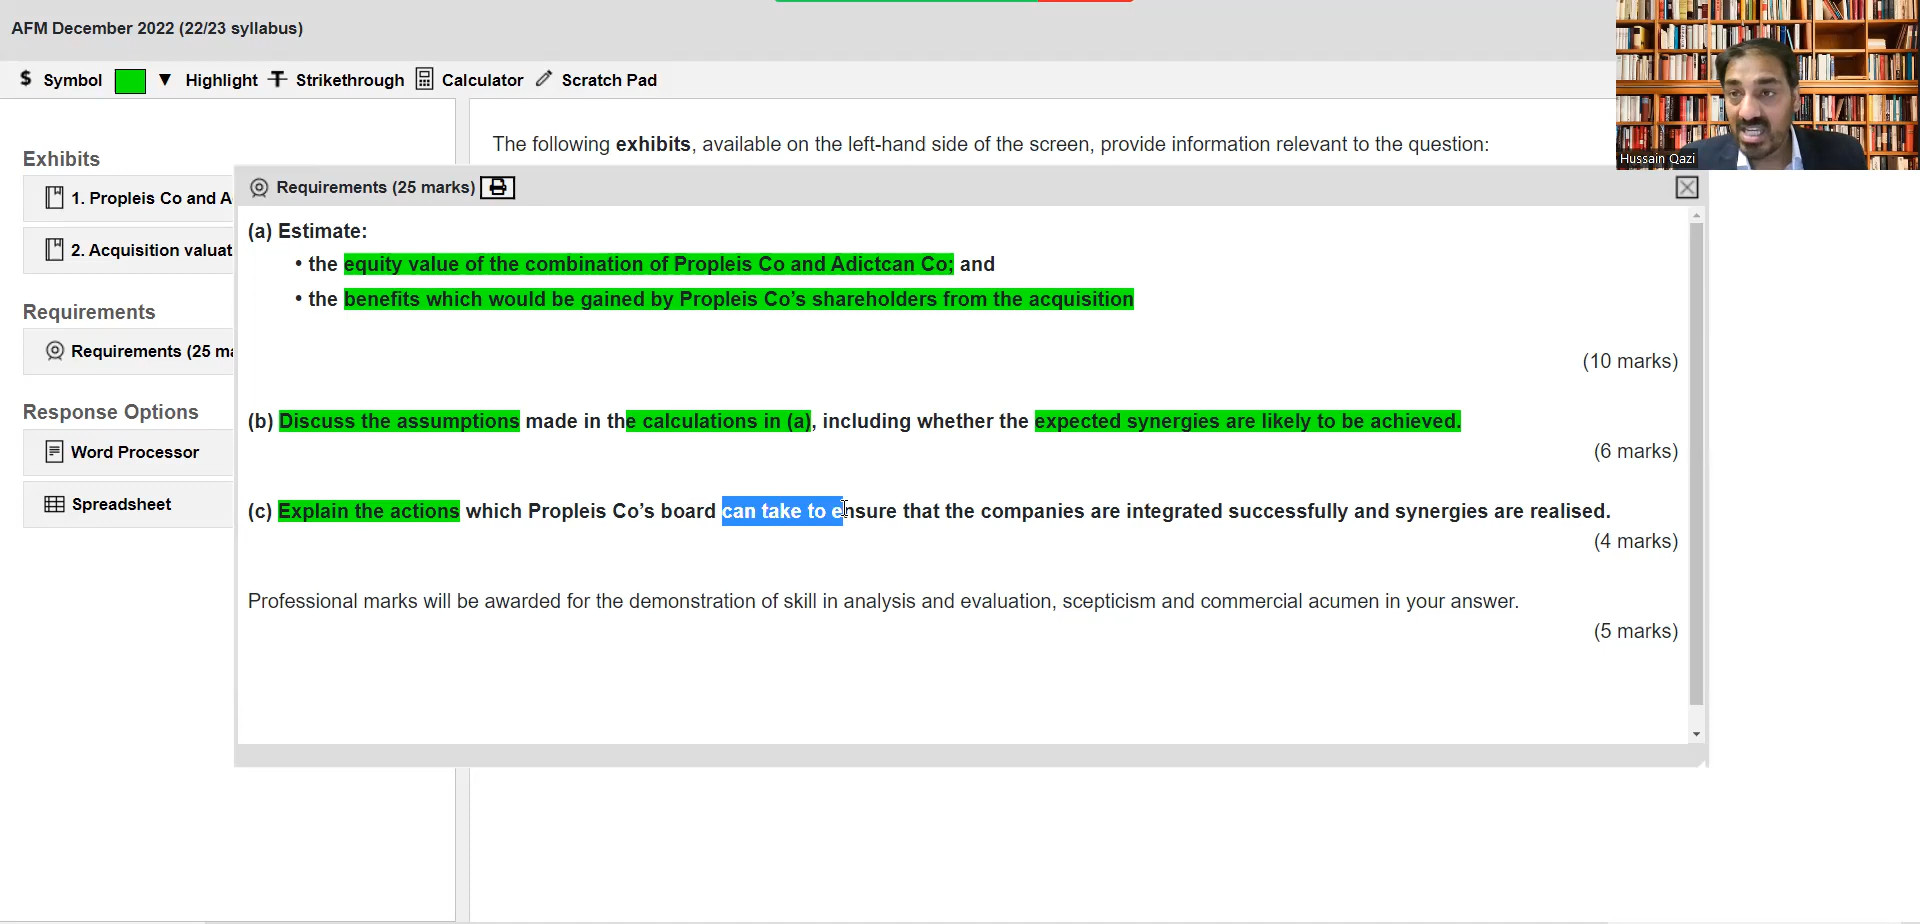 AFM December 2022 (22/23 syllabus)
$ Symbol ▼ Highlight Strikethrough Calculator Scratch Pad
Hussain Qazi
Exhibits
1. Propleis Co and A
2. Acquisition valuat
Requirements
Requirements (25 ma
Response Options
Word Processor
Spreadsheet
The following exhibits, available on the left-hand side of the screen, provide information relevant to the question:
Requirements (25 marks)
(a) Estimate:
• the equity value of the combination of Propleis Co and Adictcan Co; and
• the benefits which would be gained by Propleis Co’s shareholders from the acquisition
(10 marks)
(b) Discuss the assumptions made in the calculations in (a), including whether the expected synergies are likely to be achieved.
(6 marks)
(c) Explain the actions which Propleis Co’s board can take to ensure that the companies are integrated successfully and synergies are realised.
(4 marks)
Professional marks will be awarded for the demonstration of skill in analysis and evaluation, scepticism and commercial acumen in your answer.
(5 marks)